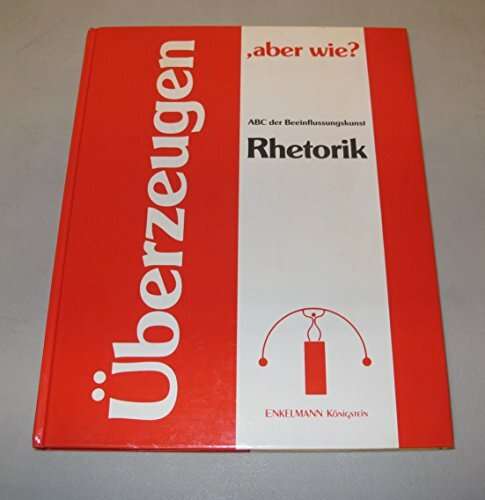 Überzeugen
,aber wie?
ABC der Beeinflussungskunst
Rhetorik
ENKELMANN KÖNIGSTEIN